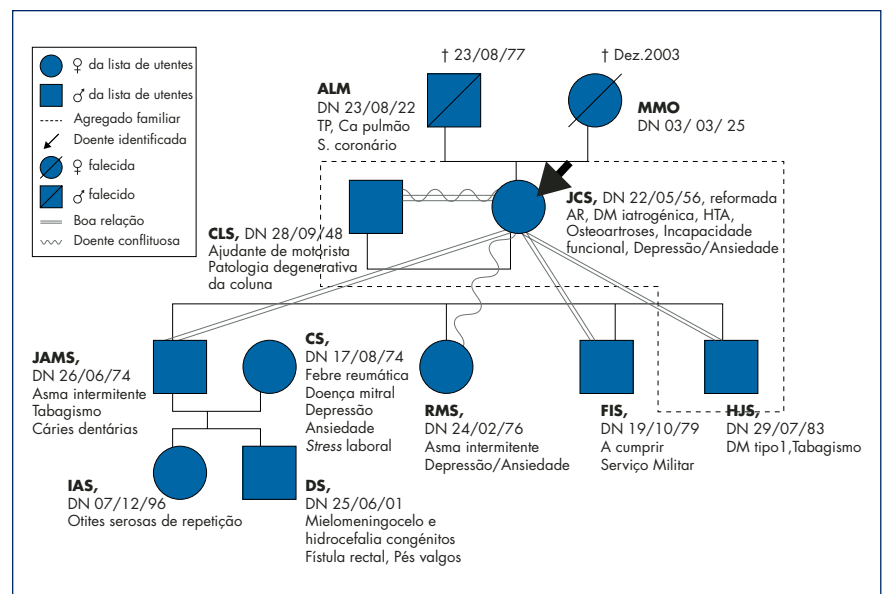 ♀ da lista de utentes
♂ da lista de utentes
Agregado familiar
Doente identificada
♀ falecida
♂ falecido
Boa relação
Doente conflituosa
† 23/08/77
† Dez.2003
ALM
DN 23/08/22
TP, Ca pulmão
S. coronário
MMO
DN 03/ 03/ 25
JCS, DN 22/05/56, reformada
AR, DM iatrogénica, HTA,
Osteoartroses, Incapacidade
funcional, Depressão/Ansiedade
CLS, DN 28/09/48
Ajudante de motorista
Patologia degenerativa
da coluna
JAMS,
DN 26/06/74
Asma intermitente
Tabagismo
Cáries dentárias
CS,
DN 17/08/74
Febre reumática
Doença mitral
Depressão
Ansiedade
Stress laboral
RMS,
DN 24/02/76
Asma intermitente
Depressão/Ansiedade
FIS,
DN 19/10/79
A cumprir
Serviço Militar
HJS,
DN 29/07/83
DM tipo1,Tabagismo
IAS,
DN 07/12/96
Otites serosas de repetição
DS,
DN 25/06/01
Mielomeningocelo e
hidrocefalia congénitos
Fístula rectal, Pés valgos